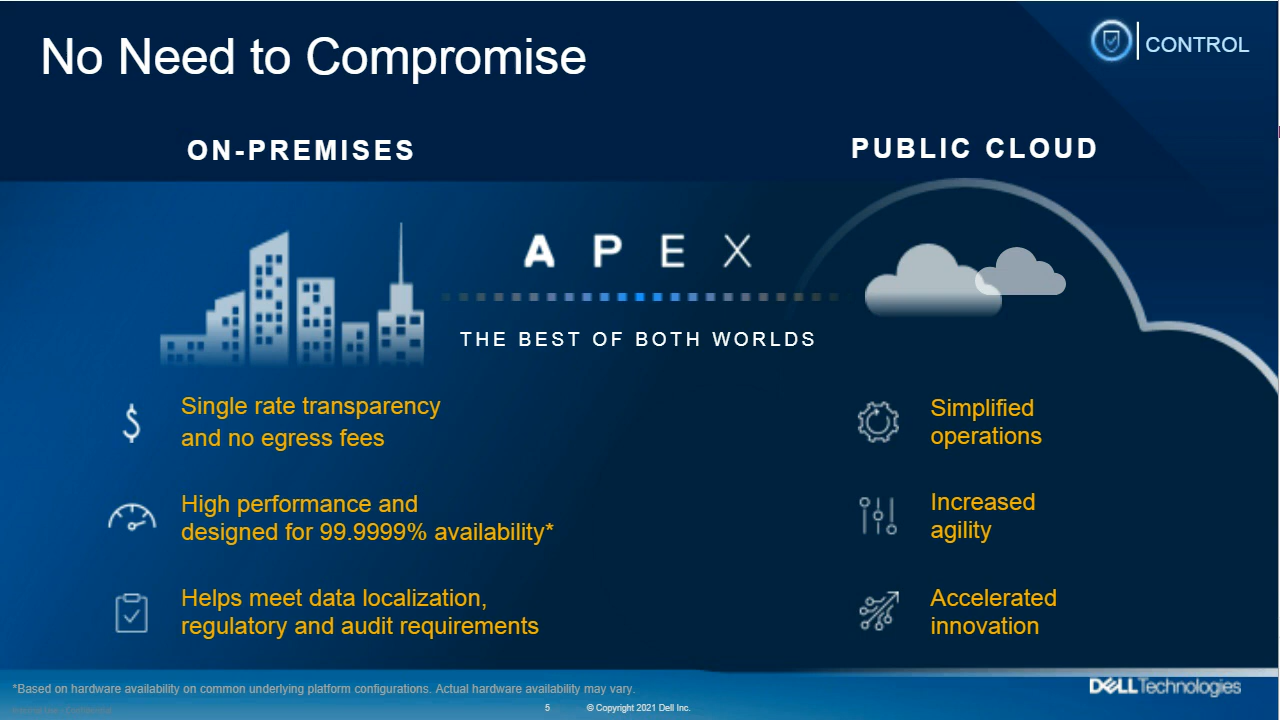 No Need to Compromise
CONTROL
ON-PREMISES
PUBLIC CLOUD
APEX
THE BEST OF BOTH WORLDS
Single rate transparency
and no egress fees
High performance and
designed for 99.9999% availability*
Helps meet data localization,
regulatory and audit requirements
Simplified
operations
Increased
agility
Accelerated
innovation
*Based on hardware availability on common underlying platform configurations. Actual hardware availability may vary.
DELL Technologies
5
© Copyright 2021 Dell Inc.